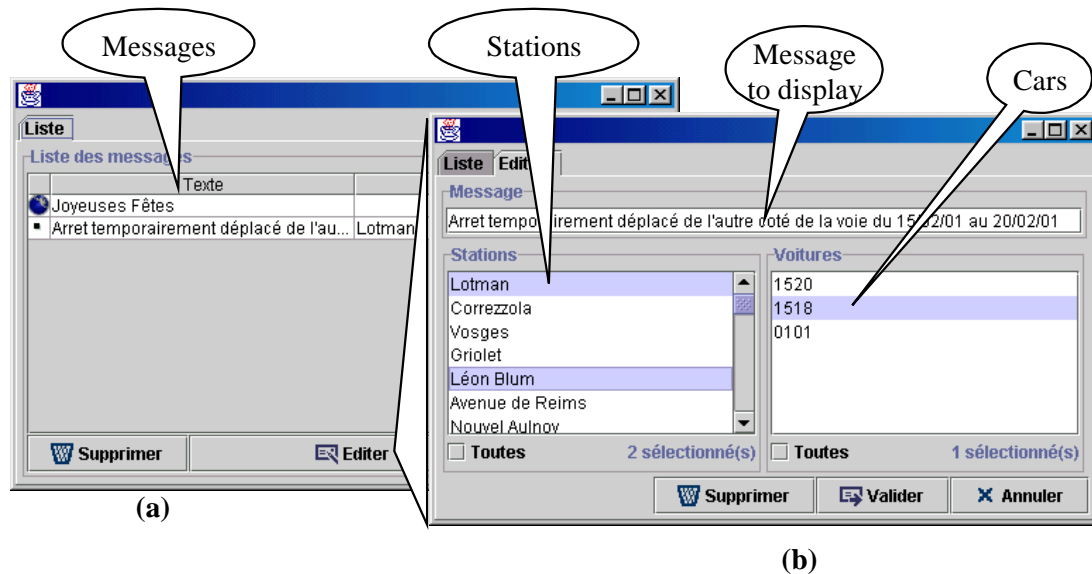 Messages
Stations
Message
to display
Cars
Liste
Liste des messages
Texte
Joyeuses Fêtes
Arret temporairement déplacé de l'au... Lotman
Supprimer
Editer
(a)
Liste
Message
Arret temporairement déplacé de l'autre coté de la voie du 15/02/01 au 20/02/01
Stations
Lotman
Correzzola
Vosges
Griolet
Léon Blum
Avenue de Reims
Nouvel Aulnoy
Toutes 2 sélectionné(s)
Voitures
1520
1518
0101
Toutes 1 sélectionné(s)
Supprimer Valider Annuler
(b)